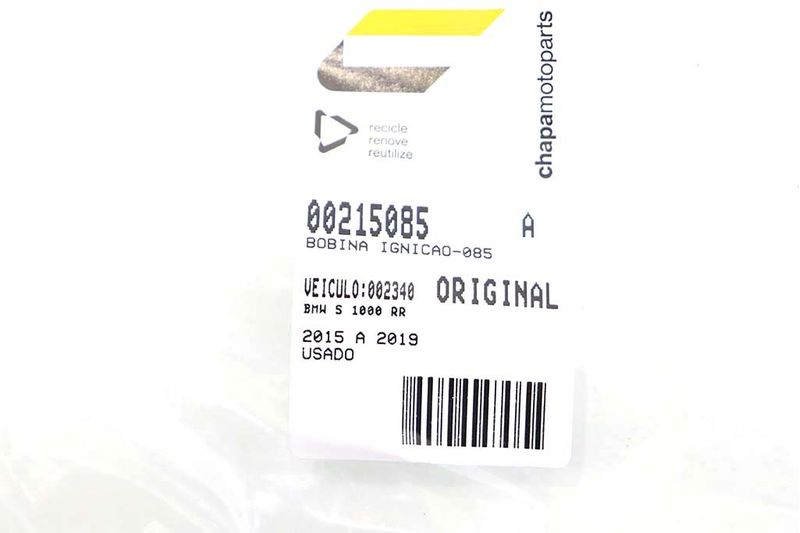 chapamotoparts
recicle
renove
reutilize
00215085 A
BOBINA IGNICAO-085
VEICULO:002340 ORIGINAL
BMW S 1000 RR
2015 A 2019
USADO